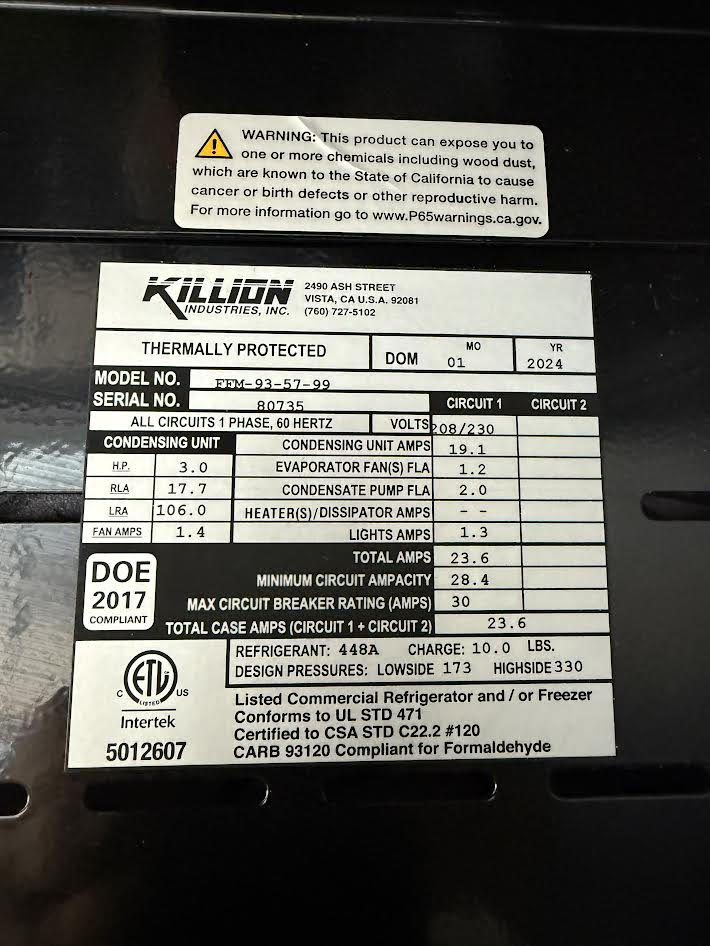 WARNING: This product can expose you to
one or more chemicals including wood dust,
which are known to the State of California to cause
cancer or birth defects or other reproductive harm.
For more information go to www.P65warnings.ca.gov.
KILLION
INDUSTRIES, INC.
2490 ASH STREET
VISTA, CA U.S.A. 92081
(760) 727-5102
THERMALLY PROTECTED
DOM
MO
01
YR
2024
MODEL NO. FFM-93-57-99
SERIAL NO. 80735
CIRCUIT 1 CIRCUIT 2
ALL CIRCUITS 1 PHASE, 60 HERTZ VOLTS 208/230
CONDENSING UNIT
H.P. 3.0
RLA 17.7
LRA 106.0
FAN AMPS 1.4
CONDENSING UNIT AMPS 19.1
EVAPORATOR FAN(S) FLA 1.2
CONDENSATE PUMP FLA 2.0
HEATER(S)/DISSIPATOR AMPS - -
LIGHTS AMPS 1.3
TOTAL AMPS 23.6
MINIMUM CIRCUIT AMPACITY 28.4
MAX CIRCUIT BREAKER RATING (AMPS) 30
TOTAL CASE AMPS (CIRCUIT 1 + CIRCUIT 2) 23.6
DOE
2017
COMPLIANT
REFRIGERANT: 448A CHARGE: 10.0 LBS.
DESIGN PRESSURES: LOWSIDE 173 HIGHSIDE 330
C ETL US
LISTED
Intertek
5012607
Listed Commercial Refrigerator and / or Freezer
Conforms to UL STD 471
Certified to CSA STD C22.2 #120
CARB 93120 Compliant for Formaldehyde